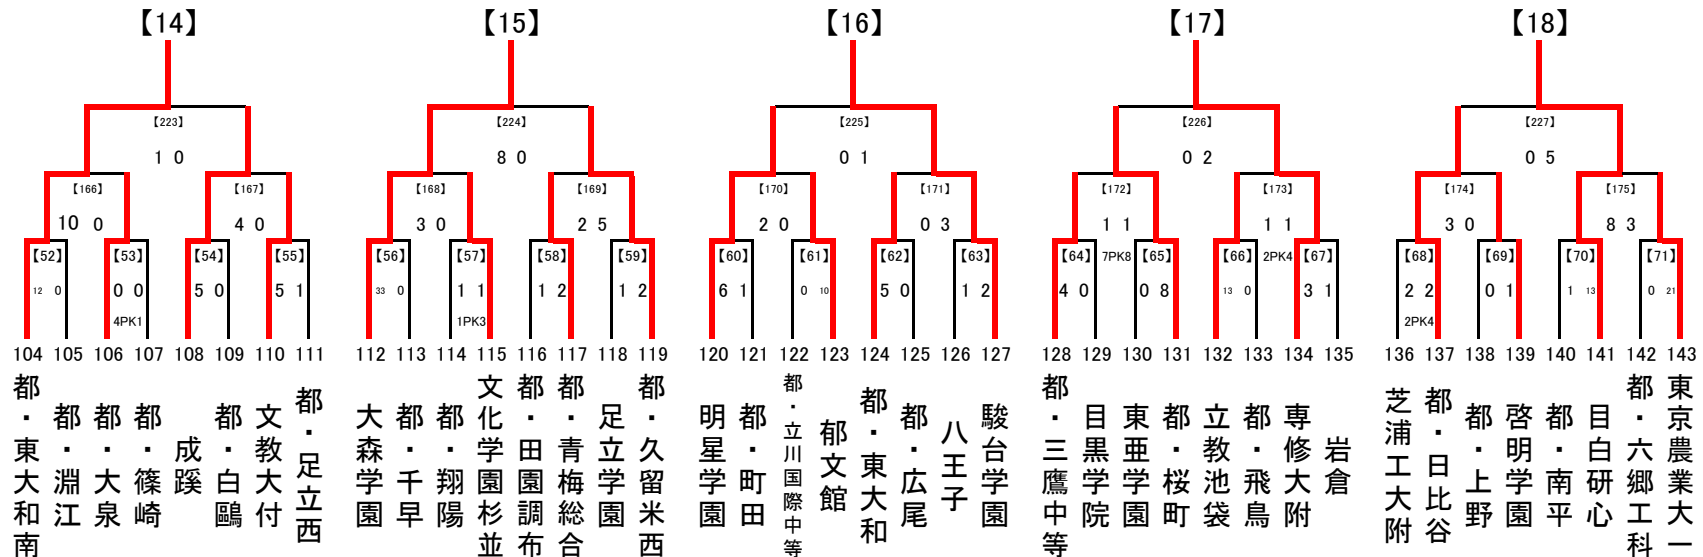 【14】 【15】 【16】 【17】 【18】
【223】 【224】 【225】 【226】 【227】
1 0 8 0 0 1 0 2 0 5
【166】 【167】 【168】 【169】 【170】 【171】 【172】 【173】 【174】 【175】
10 0 4 0 3 0 2 5 2 0 0 3 1 1 1 1 3 0 8 3
【52】 【53】 【54】 【55】 【56】 【57】 【58】 【59】 【60】 【61】 【62】 【63】 【64】 7PK8 【65】 【66】 2PK4 【67】 【68】 【69】 【70】 【71】
12 0 0 0 5 0 5 1 33 0 1 1 1 2 1 2 6 1 0 10 5 0 1 2 4 0 0 8 13 0 3 1 2 2 0 1 1 13 0 21
4PK1 1PK3 2PK4
104 105 106 107 108 109 110 111 112 113 114 115 116 117 118 119 120 121 122 123 124 125 126 127 128 129 130 131 132 133 134 135 136 137 138 139 140 141 142 143
都・東大和南
都・淵江
都・大泉
都・篠崎
成蹊
都・白鷗
文教大付
都・足立西
大森学園
都・千早
都・翔陽
文化学園杉並
都・田園調布
都・青梅総合
足立学園
都・久留米西
明星学園
都・町田
都・立川国際中等
郁文館
都・東大和
都・広尾
八王子
駿台学園
都・三鷹中等
目黒学院
東亜学園
都・桜町
立教池袋
都・飛鳥
専修大附
岩倉
芝浦工大附
都・日比谷
都・上野
啓明学園
都・南平
目白研心
都・六郷工科
東京農業大一